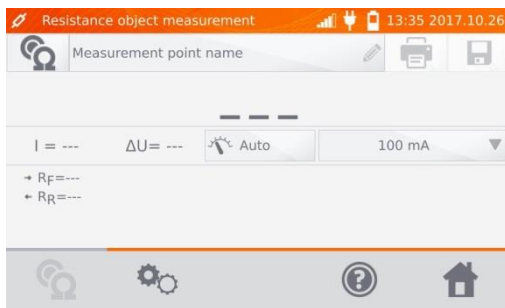 Resistance object measurement 13:35 2017.10.26
Ω Measurement point name
---
I = --- ΔU= --- Auto 100 mA
→ RF=---
← RR=---
Ω ?